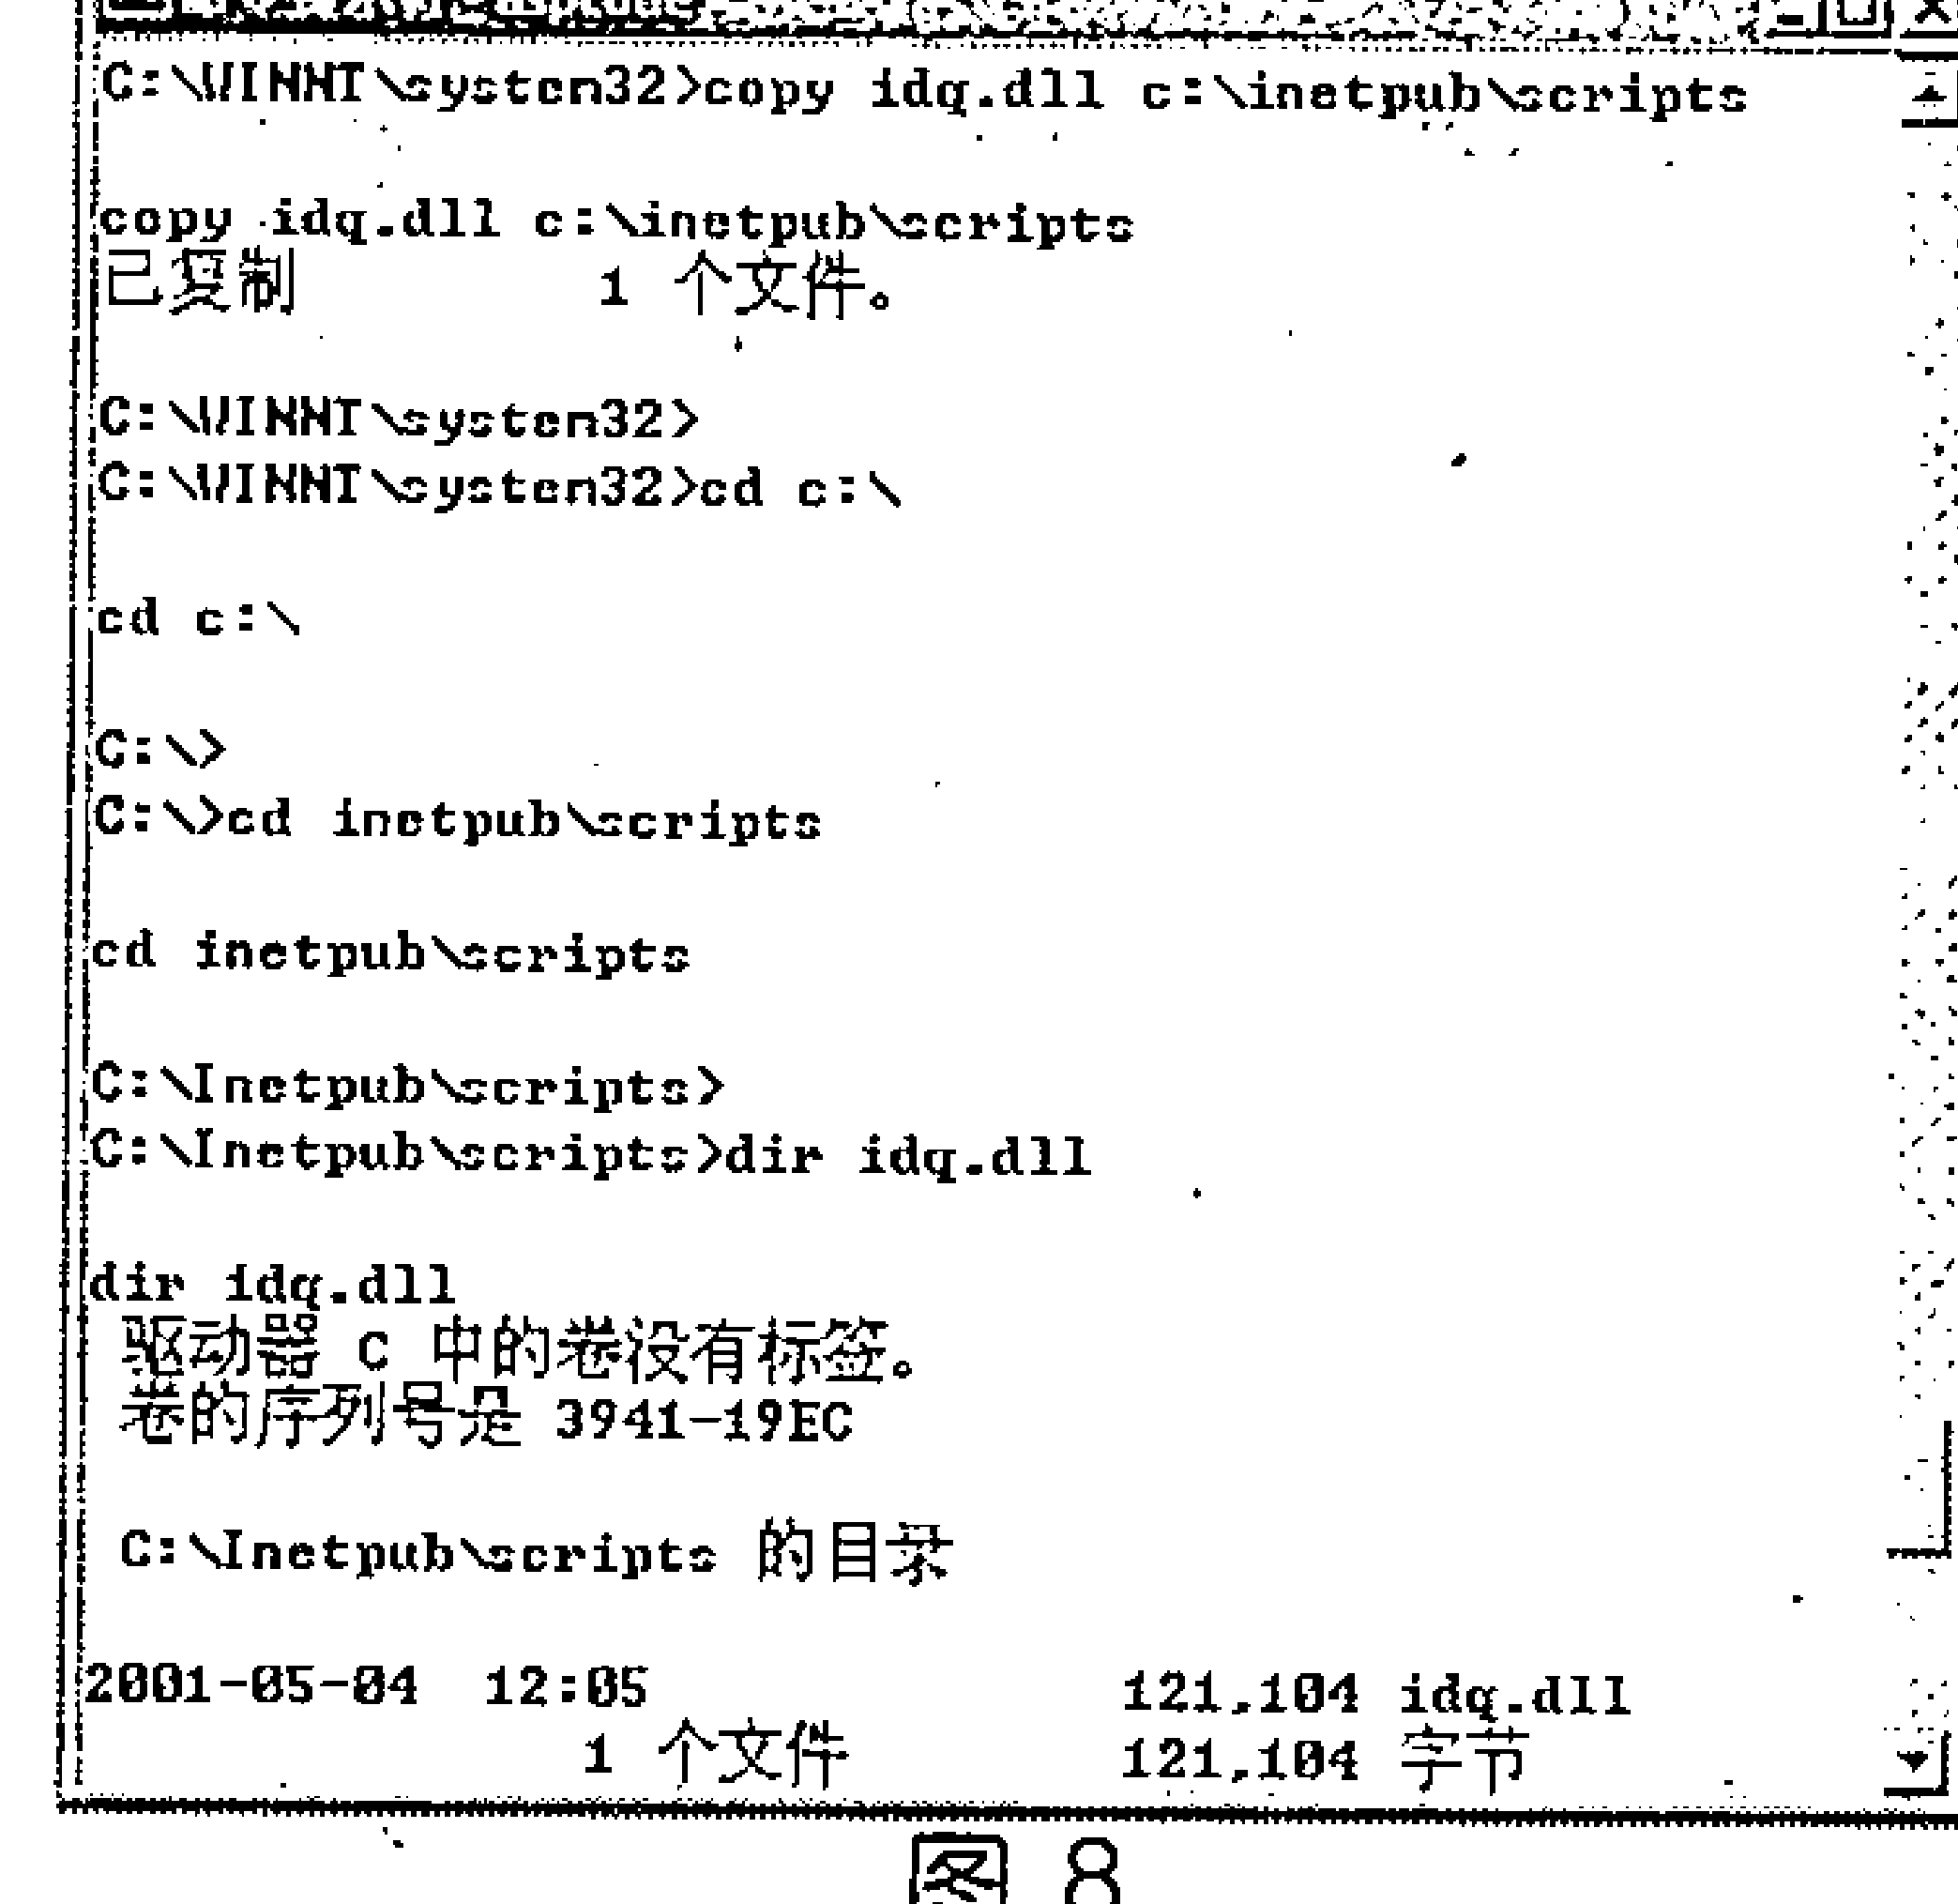 C:\WINNT\system32>copy idq.dll c:\inetpub\scripts
copy idq.dll c:\inetpub\scripts
已复制 1 个文件。
C:\WINNT\system32>
C:\WINNT\system32>cd c:\
cd c:\
C:\>
C:\>cd inetpub\scripts
cd inetpub\scripts
C:\Inetpub\scripts>
C:\Inetpub\scripts>dir idq.dll
dir idq.dll
驱动器 C 中的卷没有标签。
卷的序列号是 3941-19EC
C:\Inetpub\scripts 的目录
2001-05-04 12:05 121,104 idq.dll
1 个文件 121,104 字节
图 8